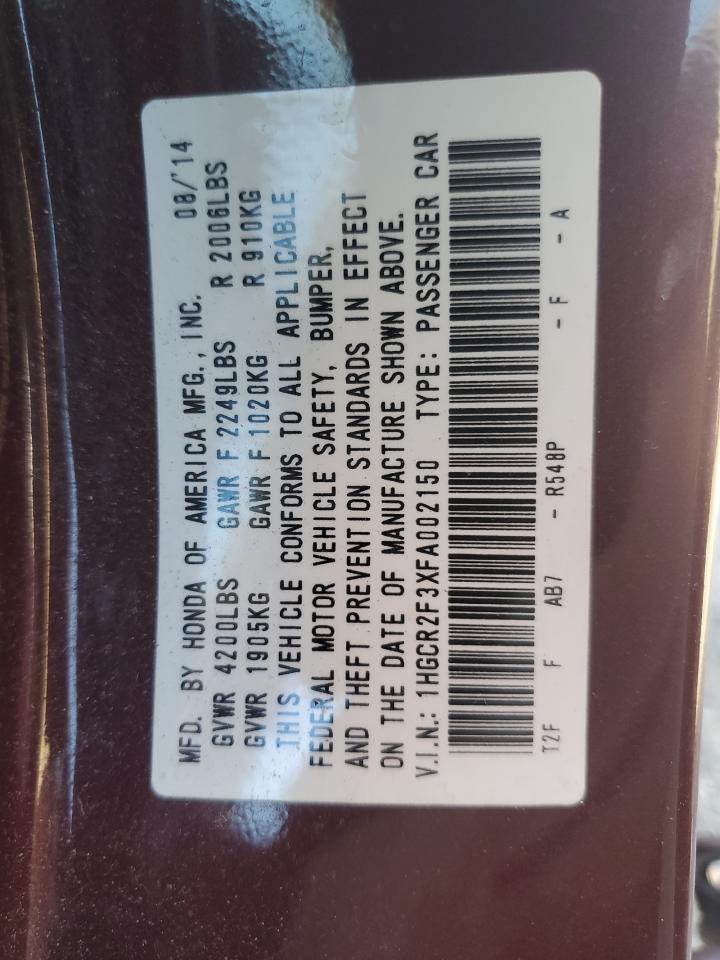 MFD. BY HONDA OF AMERICA MFG., INC. 08/'14
GVWR 4200LBS GAWR F 2249LBS R 2006LBS
GVWR 1905KG GAWR F 1020KG R 910KG
THIS VEHICLE CONFORMS TO ALL APPLICABLE
FEDERAL MOTOR VEHICLE SAFETY, BUMPER,
AND THEFT PREVENTION STANDARDS IN EFFECT
ON THE DATE OF MANUFACTURE SHOWN ABOVE.
V.I.N.: 1HGCR2F3XFA002150 TYPE: PASSENGER CAR
T2F F AB7 - R548P - F - A